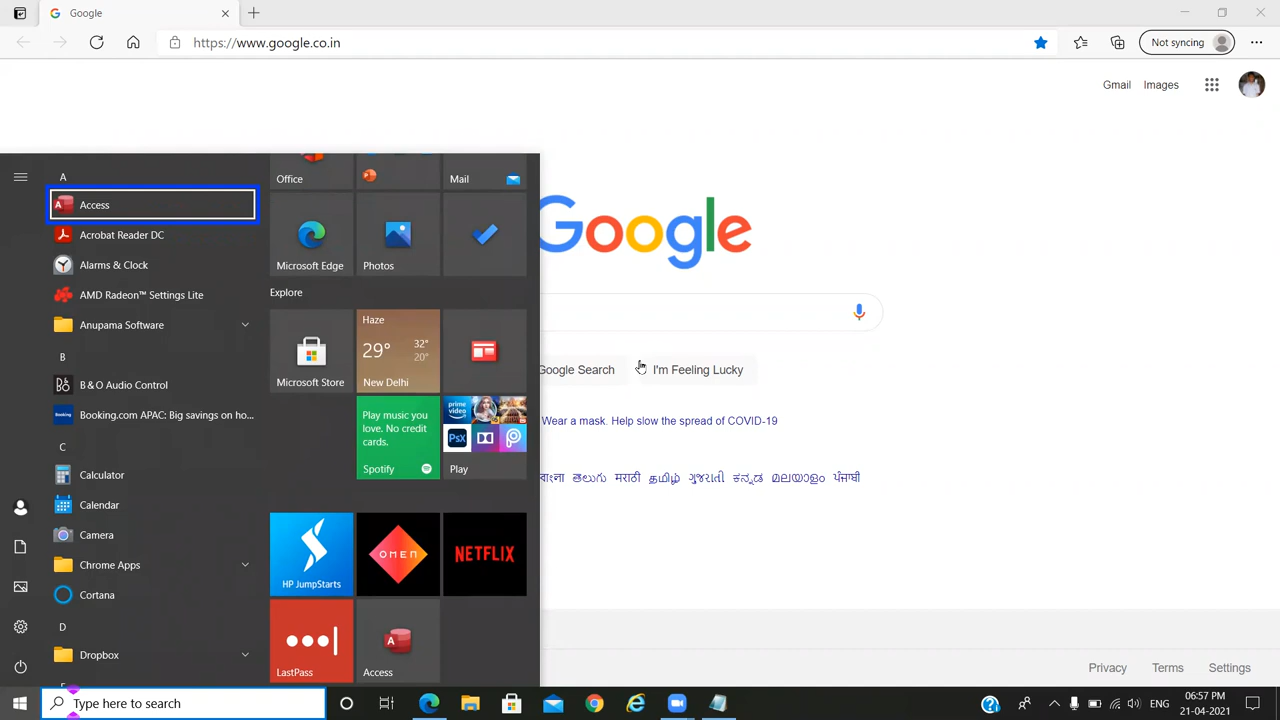 Google
https://www.google.co.in
Not syncing
Gmail
Images
A
Access
Acrobat Reader DC
Alarms & Clock
AMD Radeon™ Settings Lite
Anupama Software
B
B & O Audio Control
Booking.com APAC: Big savings on ho...
C
Calculator
Calendar
Camera
Chrome Apps
Cortana
D
Dropbox
Office
Mail
Microsoft Edge
Photos
Explore
Microsoft Store
Haze
29°
32°
20°
New Delhi
Play music you
love. No credit
cards.
Spotify
prime video
PSX
Play
HP JumpStarts
OMEN
NETFLIX
LastPass
Access
Google
Google Search
I'm Feeling Lucky
Wear a mask. Help slow the spread of COVID-19
বাংলা తెలుగు मराठी தமிழ் ગુજરાતી ಕನ್ನಡ മലയാളം ਪੰਜਾਬੀ
Privacy
Terms
Settings
Type here to search
ENG
06:57 PM
21-04-2021